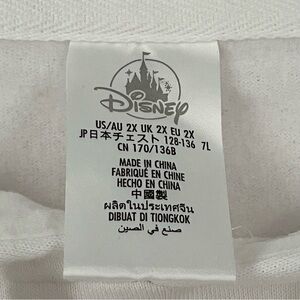 Disney
US/AU 2X UK 2X EU 2X
JP日本チェスト 128-136 7L
CN 170/136B
MADE IN CHINA
FABRIQUÉ EN CHINE
HECHO EN CHINA
中國製
ผลิตในประเทศจีน
DIBUAT DI TIONGKOK
صنع في الصين